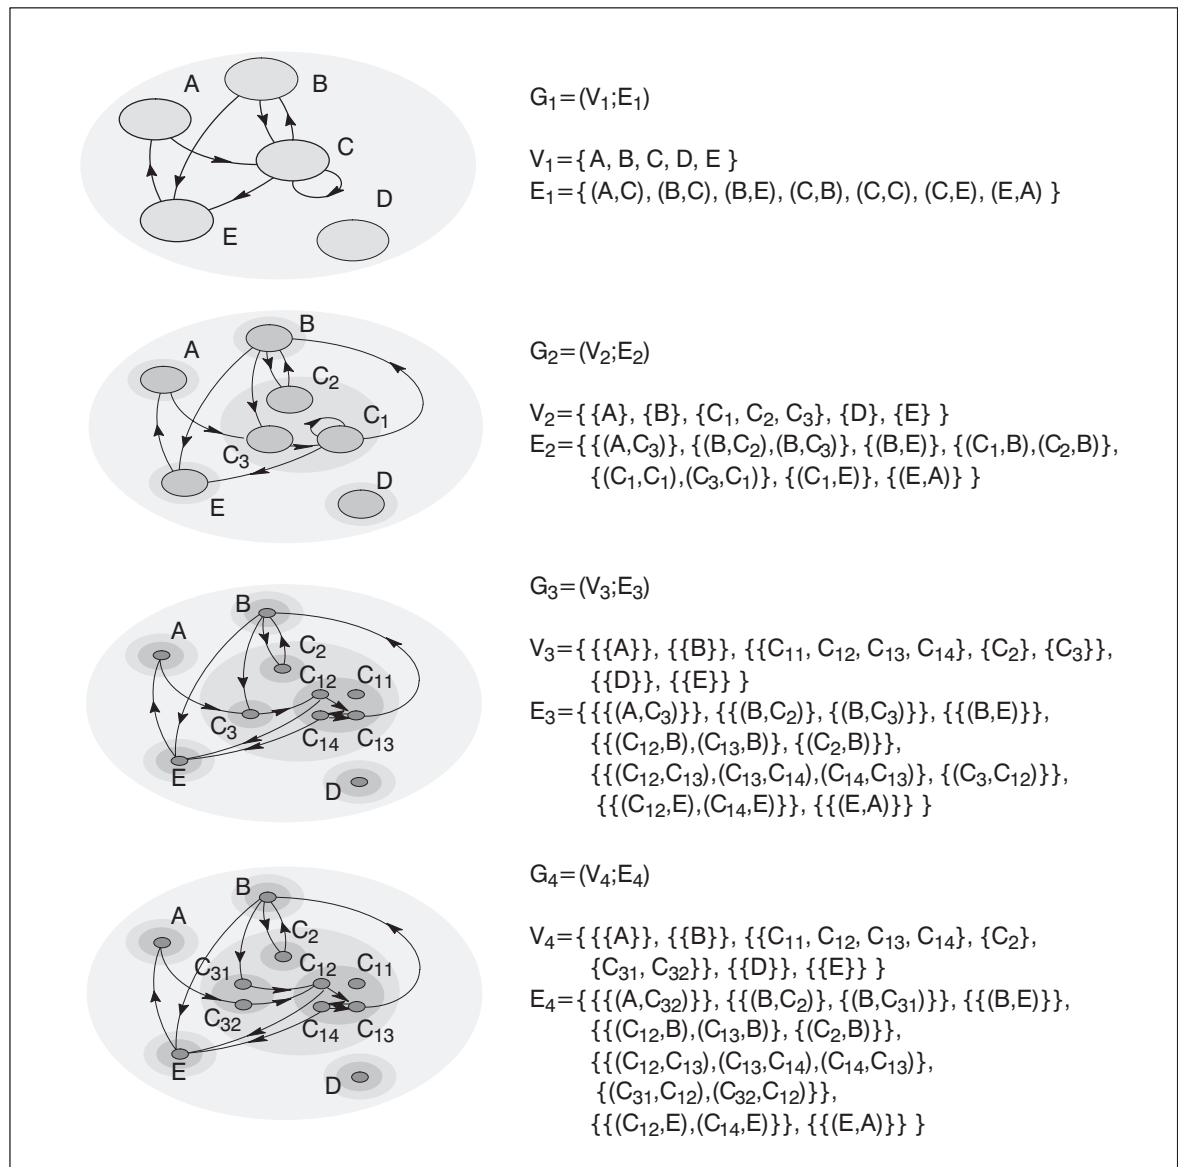 A
B
C
D
E
G₁=(V₁;E₁)
V₁={ A, B, C, D, E }
E₁={ (A,C), (B,C), (B,E), (C,B), (C,C), (C,E), (E,A) }
B
A
C₂
C₁
C₃
D
E
G₂=(V₂;E₂)
V₂={ {A}, {B}, {C₁, C₂, C₃}, {D}, {E} }
E₂={ {(A,C₃)}, {(B,C₂),(B,C₃)}, {(B,E)}, {(C₁,B),(C₂,B)},
{(C₁,C₁),(C₃,C₁)}, {(C₁,E)}, {(E,A)} }
B
A
C₂
C₁₂
C₁₁
C₃
C₁₄
C₁₃
E
D
G₃=(V₃;E₃)
V₃={ {{A}}, {{B}}, {{C₁₁, C₁₂, C₁₃, C₁₄}, {C₂}, {C₃}},
{{D}}, {{E}} }
E₃={ {{(A,C₃)}}, {{(B,C₂)}, {(B,C₃)}}, {{(B,E)}},
{{(C₁₂,B),(C₁₃,B)}, {(C₂,B)}},
{{(C₁₂,C₁₃),(C₁₃,C₁₄),(C₁₄,C₁₃)}, {(C₃,C₁₂)}},
{{(C₁₂,E),(C₁₄,E)}}, {{(E,A)}} }
B
A
C₂
C₃₁
C₁₂
C₁₁
C₃₂
C₁₄
C₁₃
E
D
G₄=(V₄;E₄)
V₄={ {{A}}, {{B}}, {{C₁₁, C₁₂, C₁₃, C₁₄}, {C₂},
{C₃₁, C₃₂}}, {{D}}, {{E}} }
E₄={ {{(A,C₃₂)}}, {{(B,C₂)}, {(B,C₃₁)}}, {{(B,E)}},
{{(C₁₂,B),(C₁₃,B)}, {(C₂,B)}},
{{(C₁₂,C₁₃),(C₁₃,C₁₄),(C₁₄,C₁₃)},
{(C₃₁,C₁₂),(C₃₂,C₁₂)}},
{{(C₁₂,E),(C₁₄,E)}}, {{(E,A)}} }